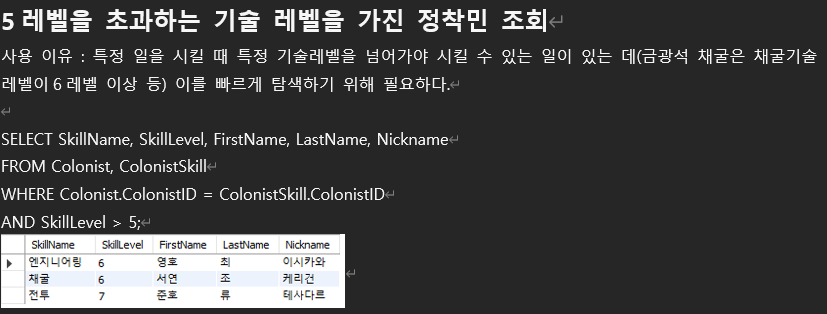 5레벨을 초과하는 기술 레벨을 가진 정착민 조회
사용 이유 : 특정 일을 시킬 때 특정 기술레벨을 넘어가야 시킬 수 있는 일이 있는 데(금광석 채굴은 채굴기술
레벨이 6레벨 이상 등) 이를 빠르게 탐색하기 위해 필요하다.
SELECT SkillName, SkillLevel, FirstName, LastName, Nickname
FROM Colonist, ColonistSkill
WHERE Colonist.ColonistID = ColonistSkill.ColonistID
AND SkillLevel > 5;
SkillName SkillLevel FirstName LastName Nickname
엔지니어링 6 영호 최 이시카와
채굴 6 서연 조 케리건
전투 7 준호 류 테사다르